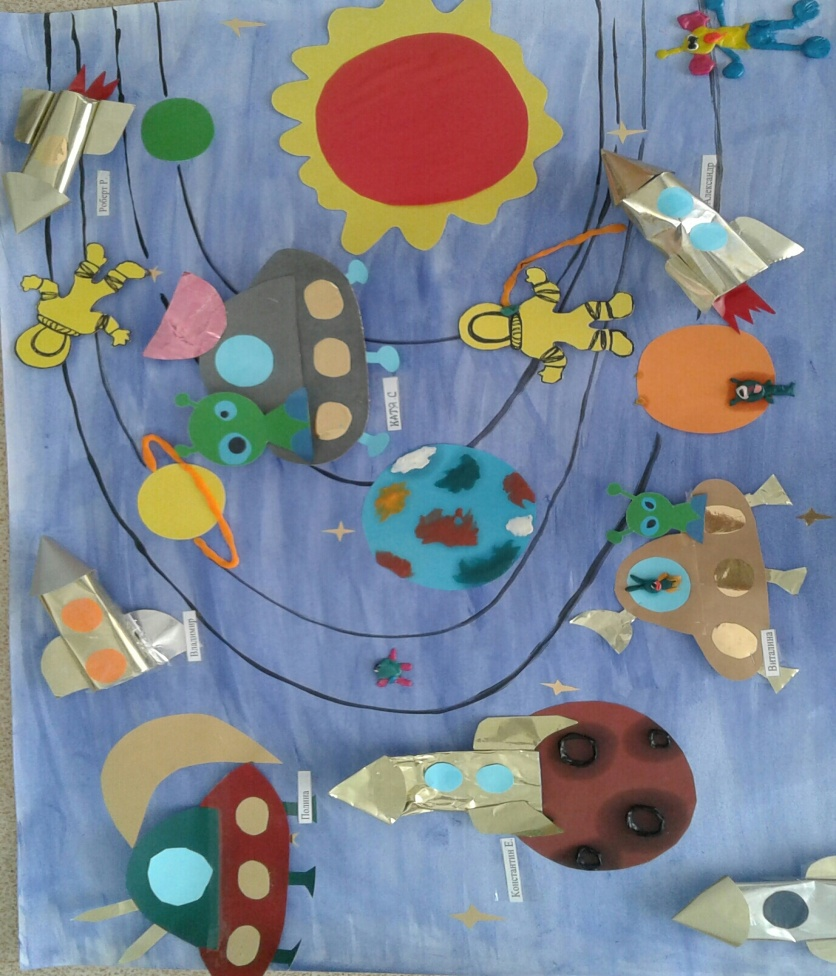 Роберт Р.
Александр
КАТЯ С
Владимир
Виталина
Полина
Константин Е.